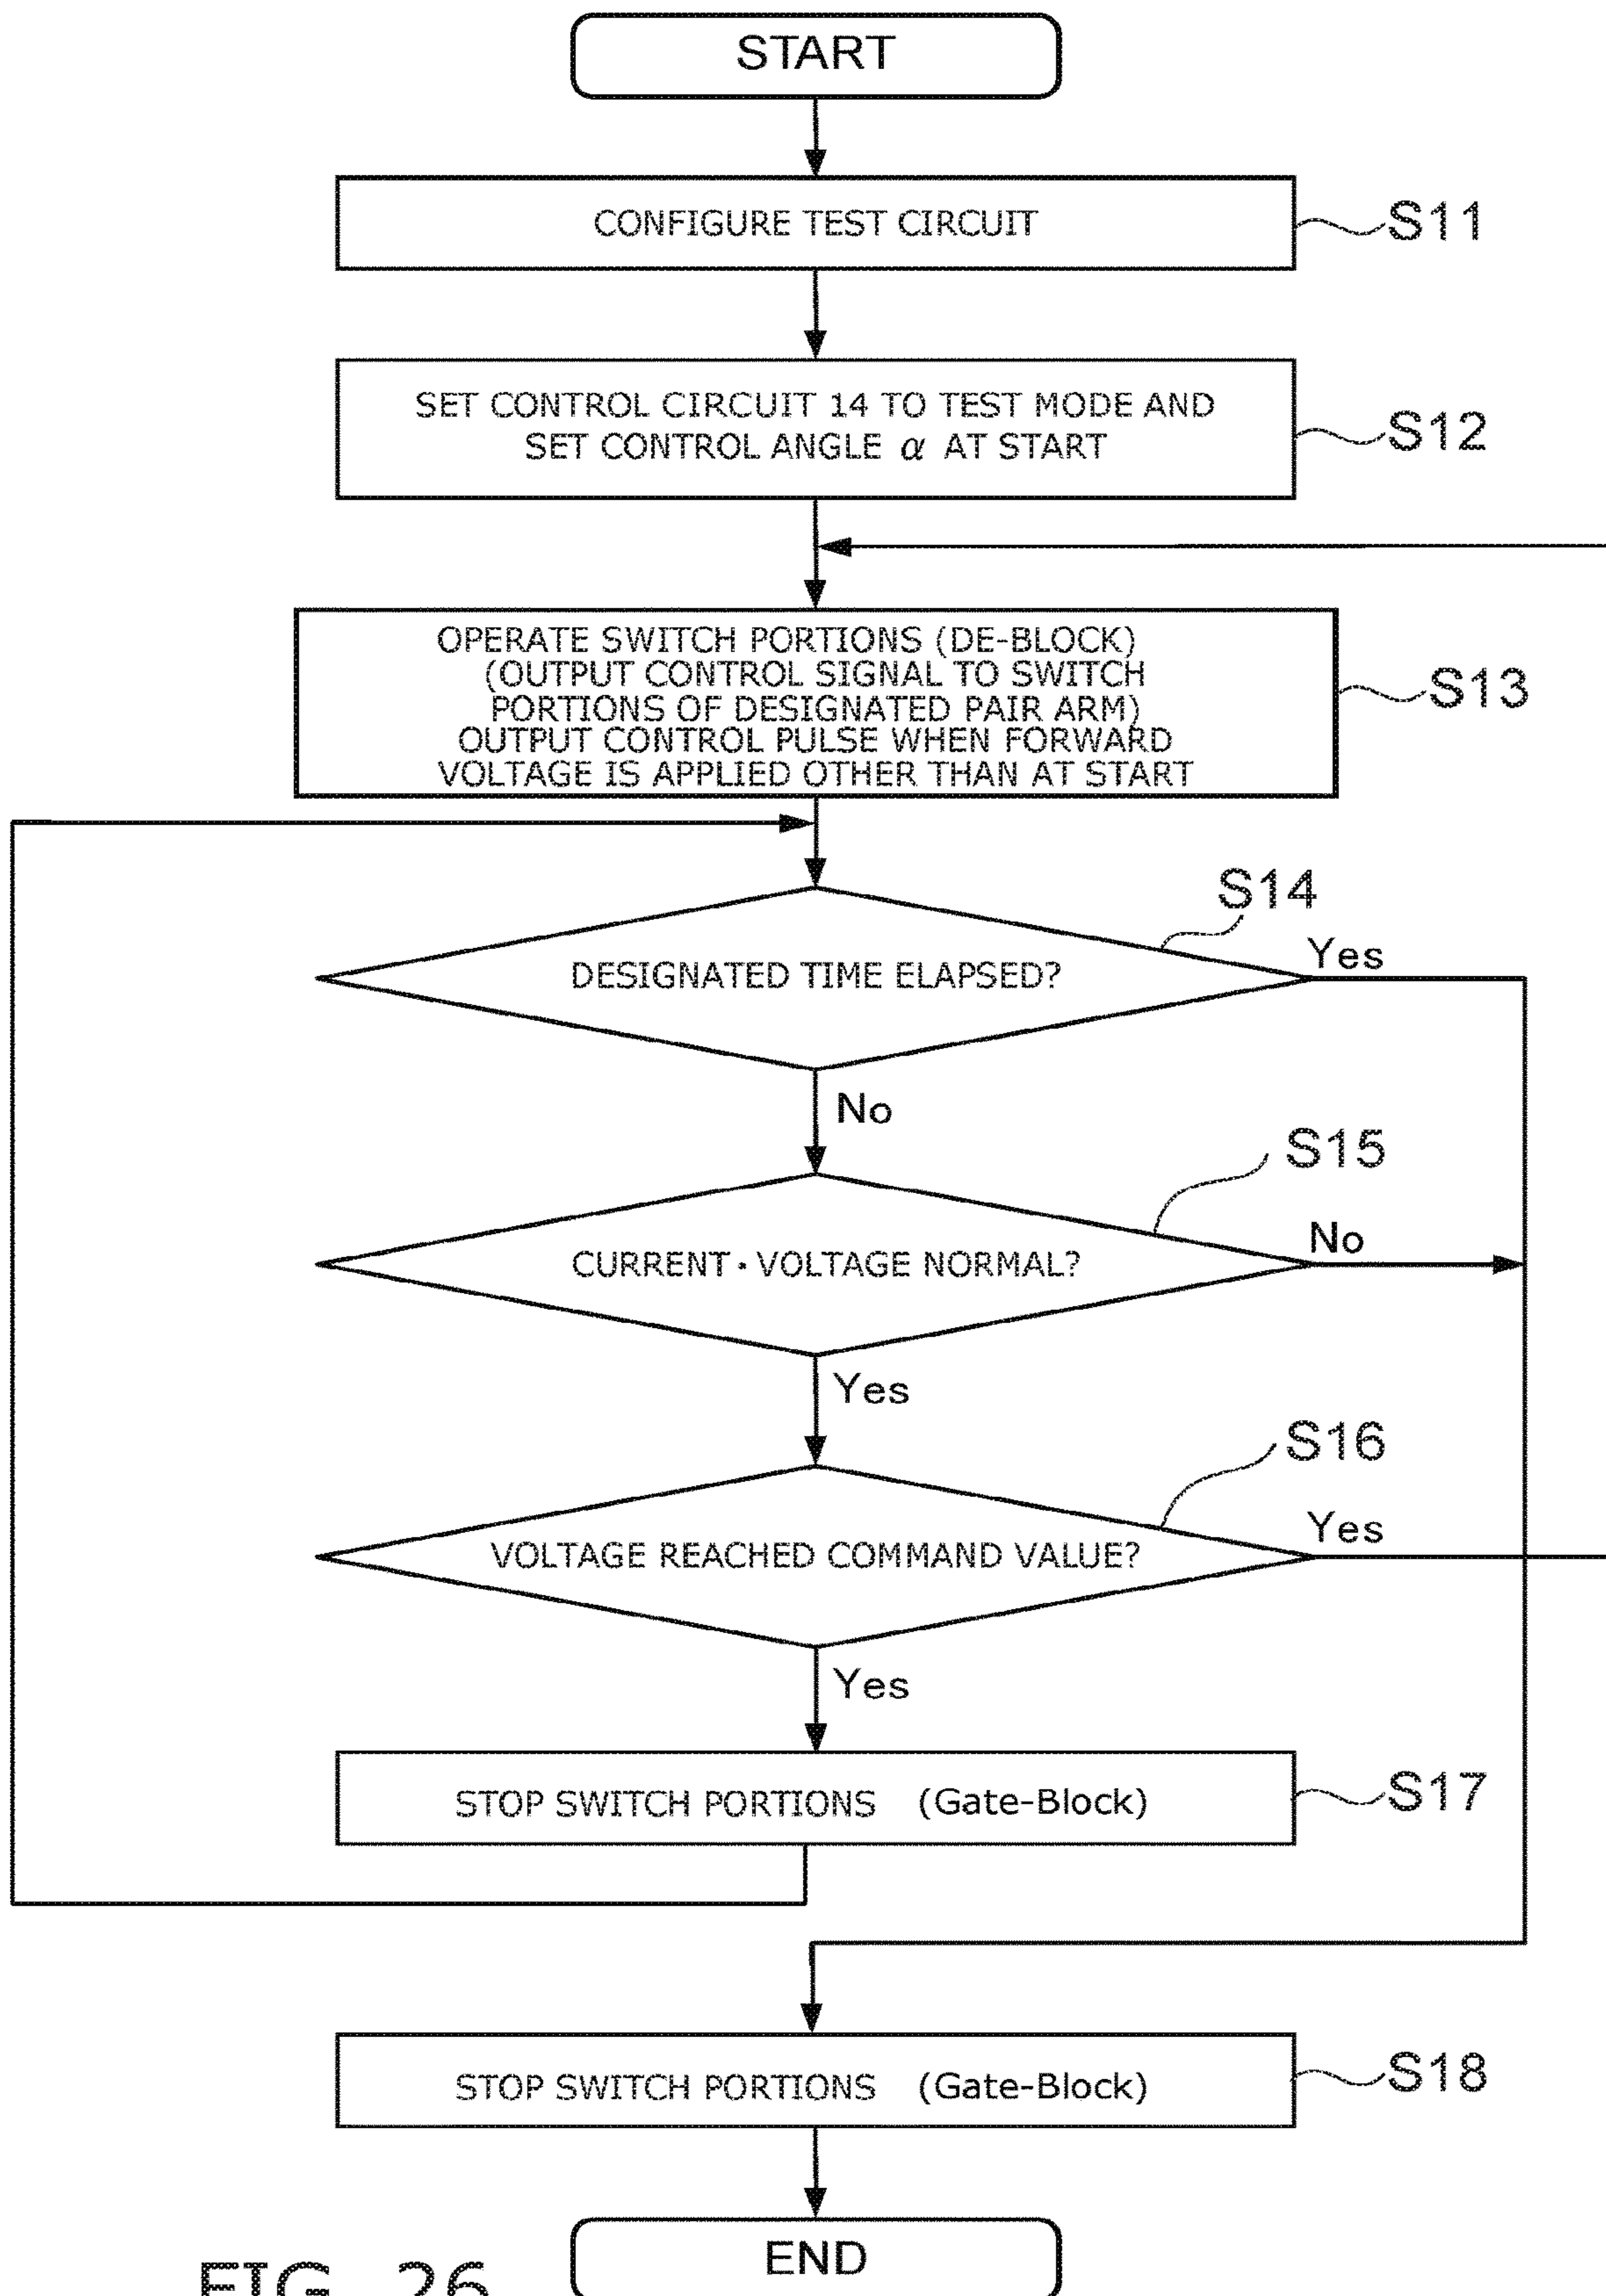 START
CONFIGURE TEST CIRCUIT
S11
SET CONTROL CIRCUIT 14 TO TEST MODE AND
SET CONTROL ANGLE α AT START
S12
OPERATE SWITCH PORTIONS (DE-BLOCK)
(OUTPUT CONTROL SIGNAL TO SWITCH
PORTIONS OF DESIGNATED PAIR ARM)
OUTPUT CONTROL PULSE WHEN FORWARD
VOLTAGE IS APPLIED OTHER THAN AT START
S13
S14
DESIGNATED TIME ELAPSED?
Yes
No
S15
CURRENT・VOLTAGE NORMAL?
No
Yes
S16
VOLTAGE REACHED COMMAND VALUE?
Yes
Yes
STOP SWITCH PORTIONS (Gate-Block)
S17
STOP SWITCH PORTIONS (Gate-Block)
S18
END
FIG. 26